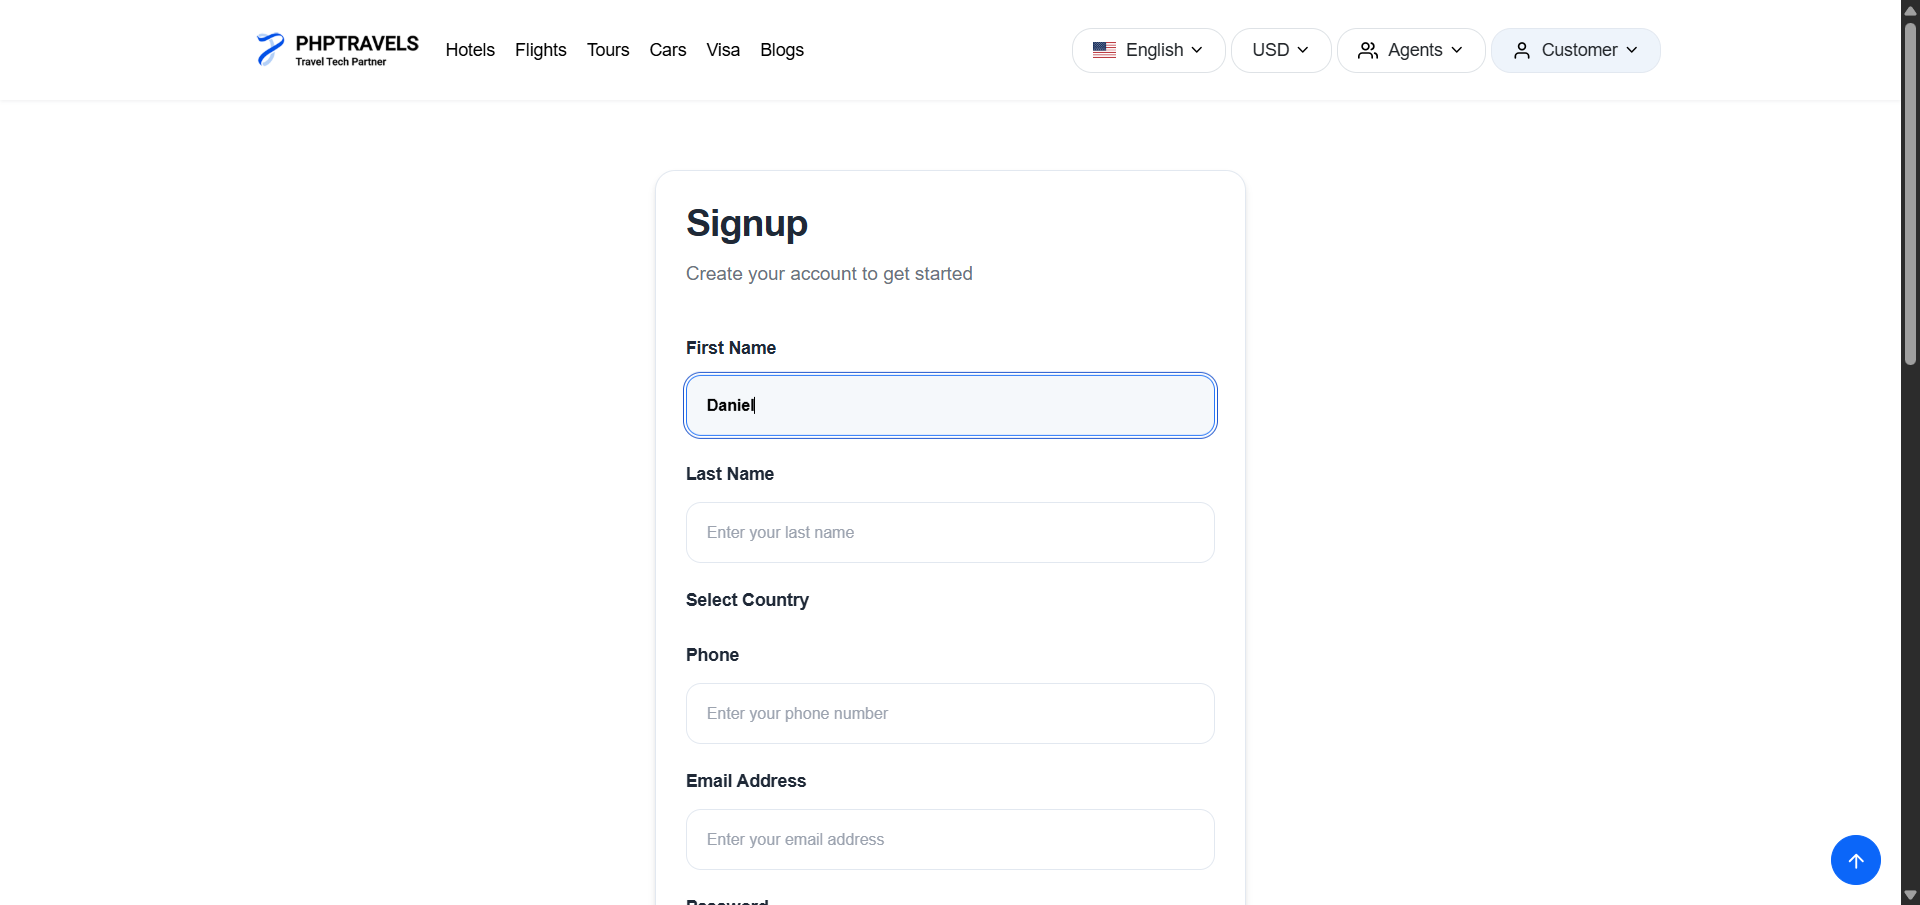 PHPTRAVELS
Travel Tech Partner
Hotels Flights Tours Cars Visa Blogs
English USD Agents Customer
Signup
Create your account to get started
First Name
Daniel
Last Name
Enter your last name
Select Country
Phone
Enter your phone number
Email Address
Enter your email address
Password